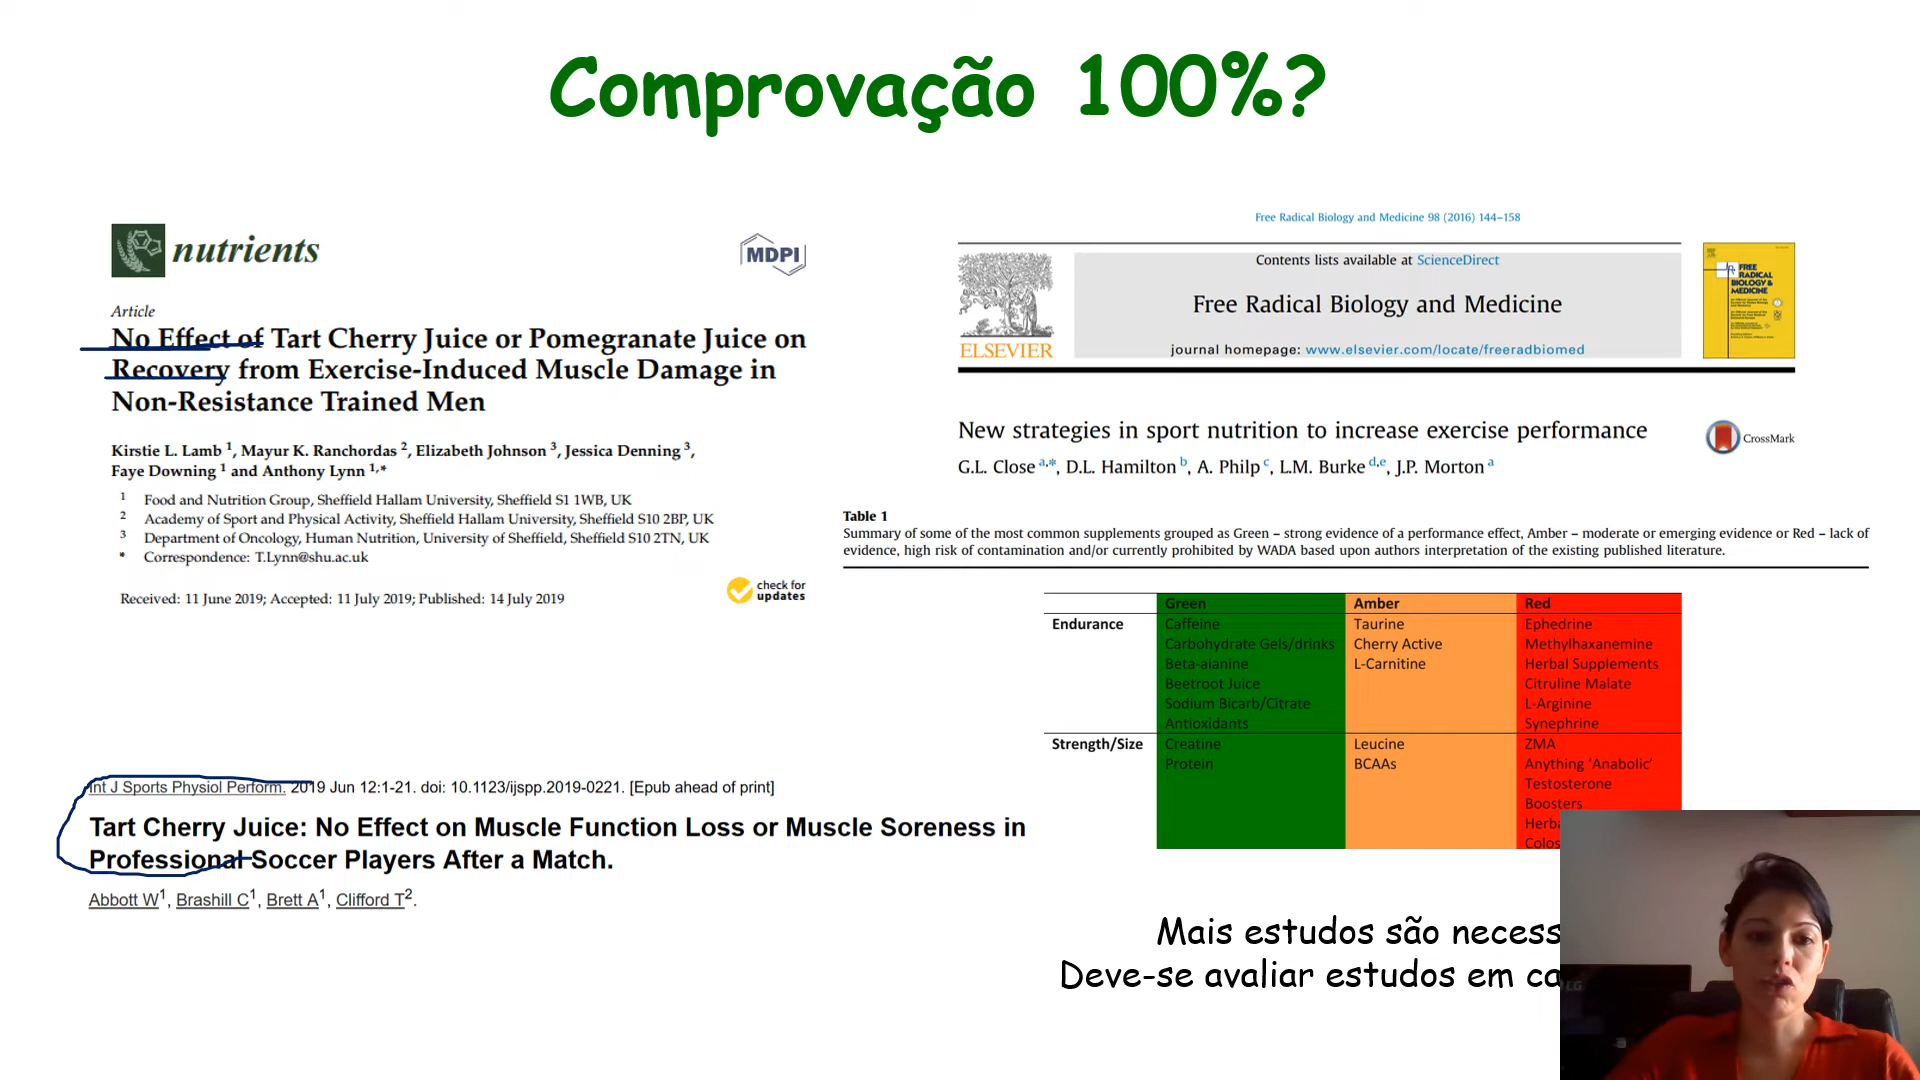 Comprovação 100%?
nutrients
MDPI
Article
No Effect of Tart Cherry Juice or Pomegranate Juice on
Recovery from Exercise-Induced Muscle Damage in
Non-Resistance Trained Men
Kirstie L. Lamb 1, Mayur K. Ranchordas 2, Elizabeth Johnson 3, Jessica Denning 3,
Faye Downing 1 and Anthony Lynn 1,*
1 Food and Nutrition Group, Sheffield Hallam University, Sheffield S1 1WB, UK
2 Academy of Sport and Physical Activity, Sheffield Hallam University, Sheffield S10 2BP, UK
3 Department of Oncology, Human Nutrition, University of Sheffield, Sheffield S10 2TN, UK
* Correspondence: T.Lynn@shu.ac.uk
check for
updates
Received: 11 June 2019; Accepted: 11 July 2019; Published: 14 July 2019
Int J Sports Physiol Perform. 2019 Jun 12:1-21. doi: 10.1123/ijspp.2019-0221. [Epub ahead of print]
Tart Cherry Juice: No Effect on Muscle Function Loss or Muscle Soreness in
Professional Soccer Players After a Match.
Abbott W1, Brashill C1, Brett A1, Clifford T2.
Free Radical Biology and Medicine 98 (2016) 144–158
Contents lists available at ScienceDirect
Free Radical Biology and Medicine
journal homepage: www.elsevier.com/locate/freeradbiomed
ELSEVIER
FREE
RADICAL
BIOLOGY &
MEDICINE
New strategies in sport nutrition to increase exercise performance
CrossMark
G.L. Close a,*, D.L. Hamilton b, A. Philp c, L.M. Burke d,e, J.P. Morton a
Table 1
Summary of some of the most common supplements grouped as Green – strong evidence of a performance effect, Amber – moderate or emerging evidence or Red – lack of
evidence, high risk of contamination and/or currently prohibited by WADA based upon authors interpretation of the existing published literature.
Green Amber Red
Endurance Caffeine Taurine Ephedrine
Carbohydrate Gels/drinks Cherry Active Methylhaxanemine
Beta-alanine L-Carnitine Herbal Supplements
Beetroot Juice Citruline Malate
Sodium Bicarb/Citrate L-Arginine
Antioxidants Synephrine
Strength/Size Creatine Leucine ZMA
Protein BCAAs Anything ‘Anabolic’
Testosterone
Boosters
Herba
Colos
Mais estudos são necess
Deve-se avaliar estudos em ca
LG